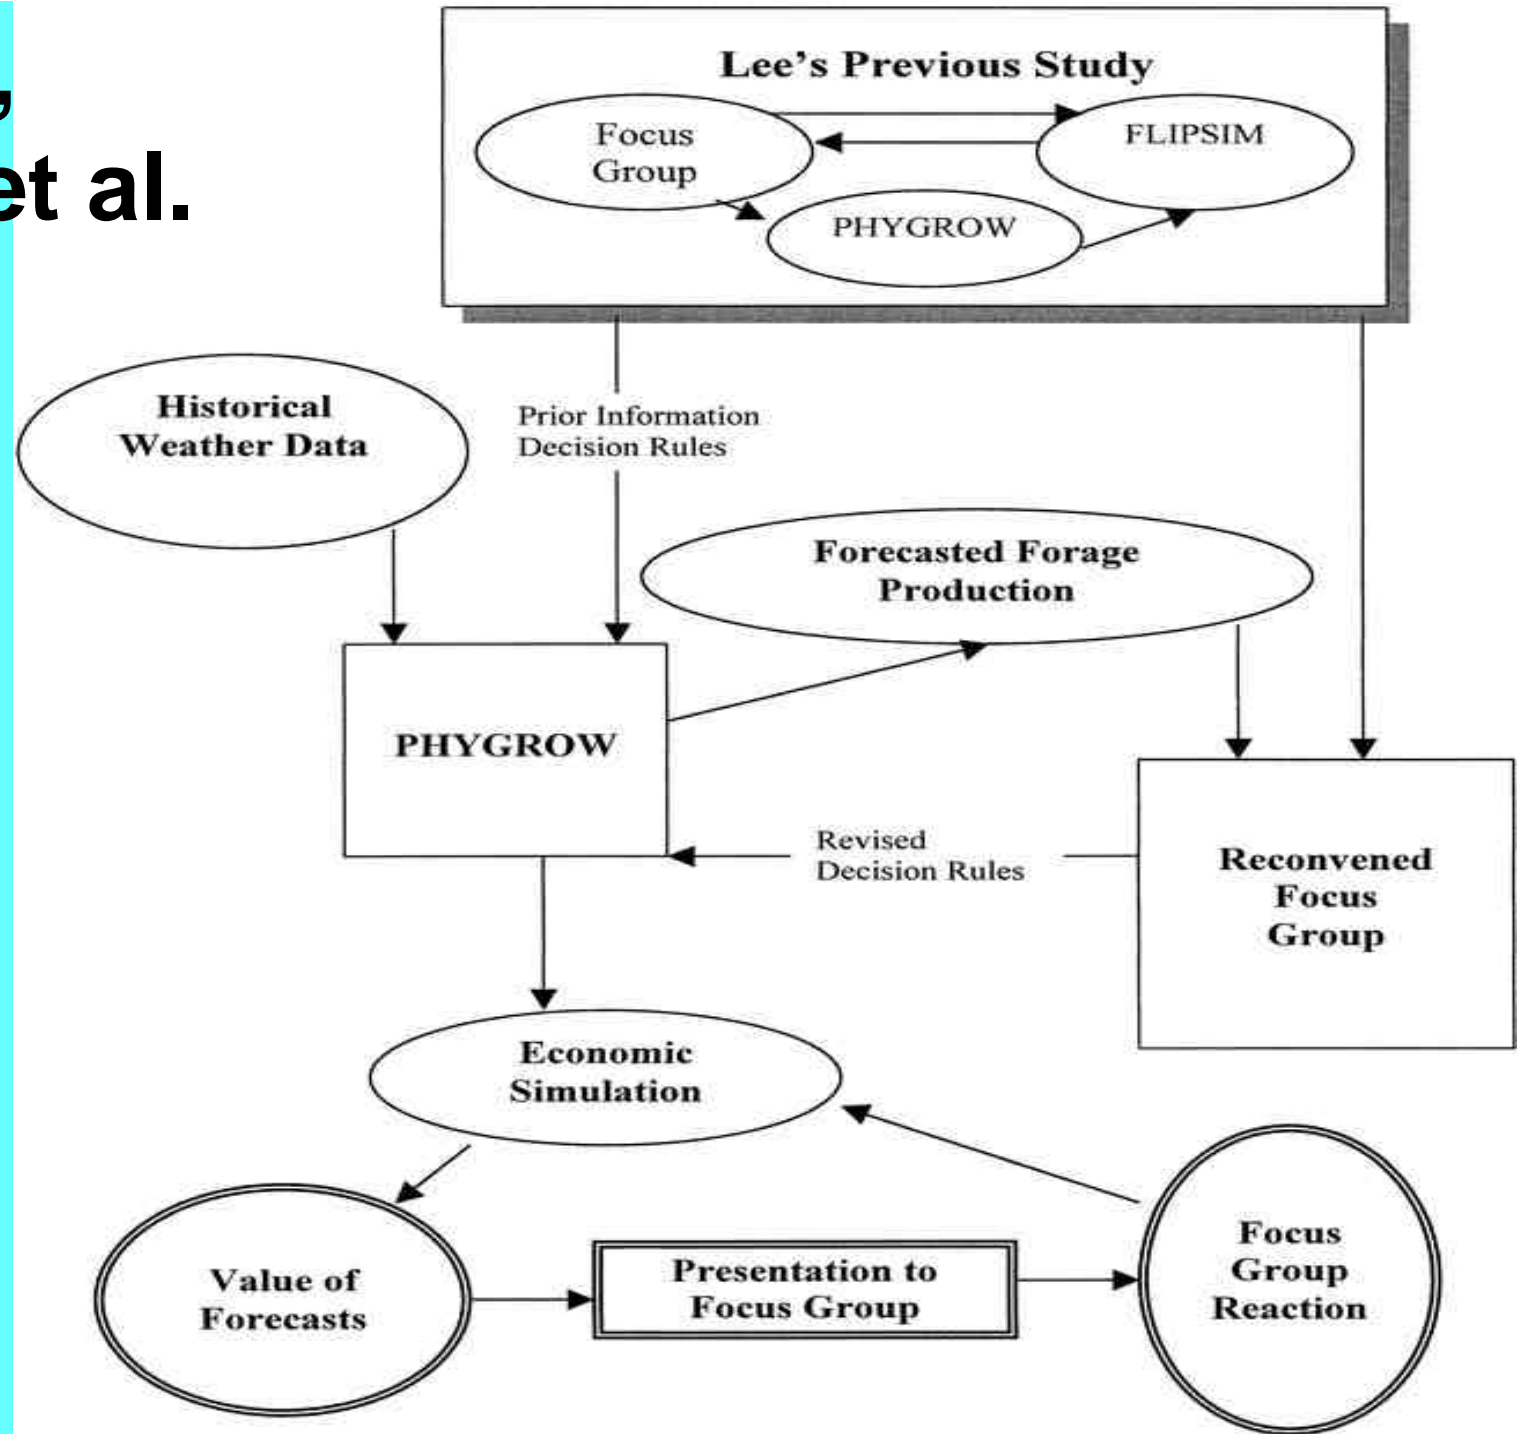 ,
et al.
Lee's Previous Study
Focus
Group
FLIPSIM
PHYGROW
Historical
Weather Data
Prior Information
Decision Rules
Forecasted Forage
Production
PHYGROW
Revised
Decision Rules
Reconvened
Focus
Group
Economic
Simulation
Value of
Forecasts
Presentation to
Focus Group
Focus
Group
Reaction